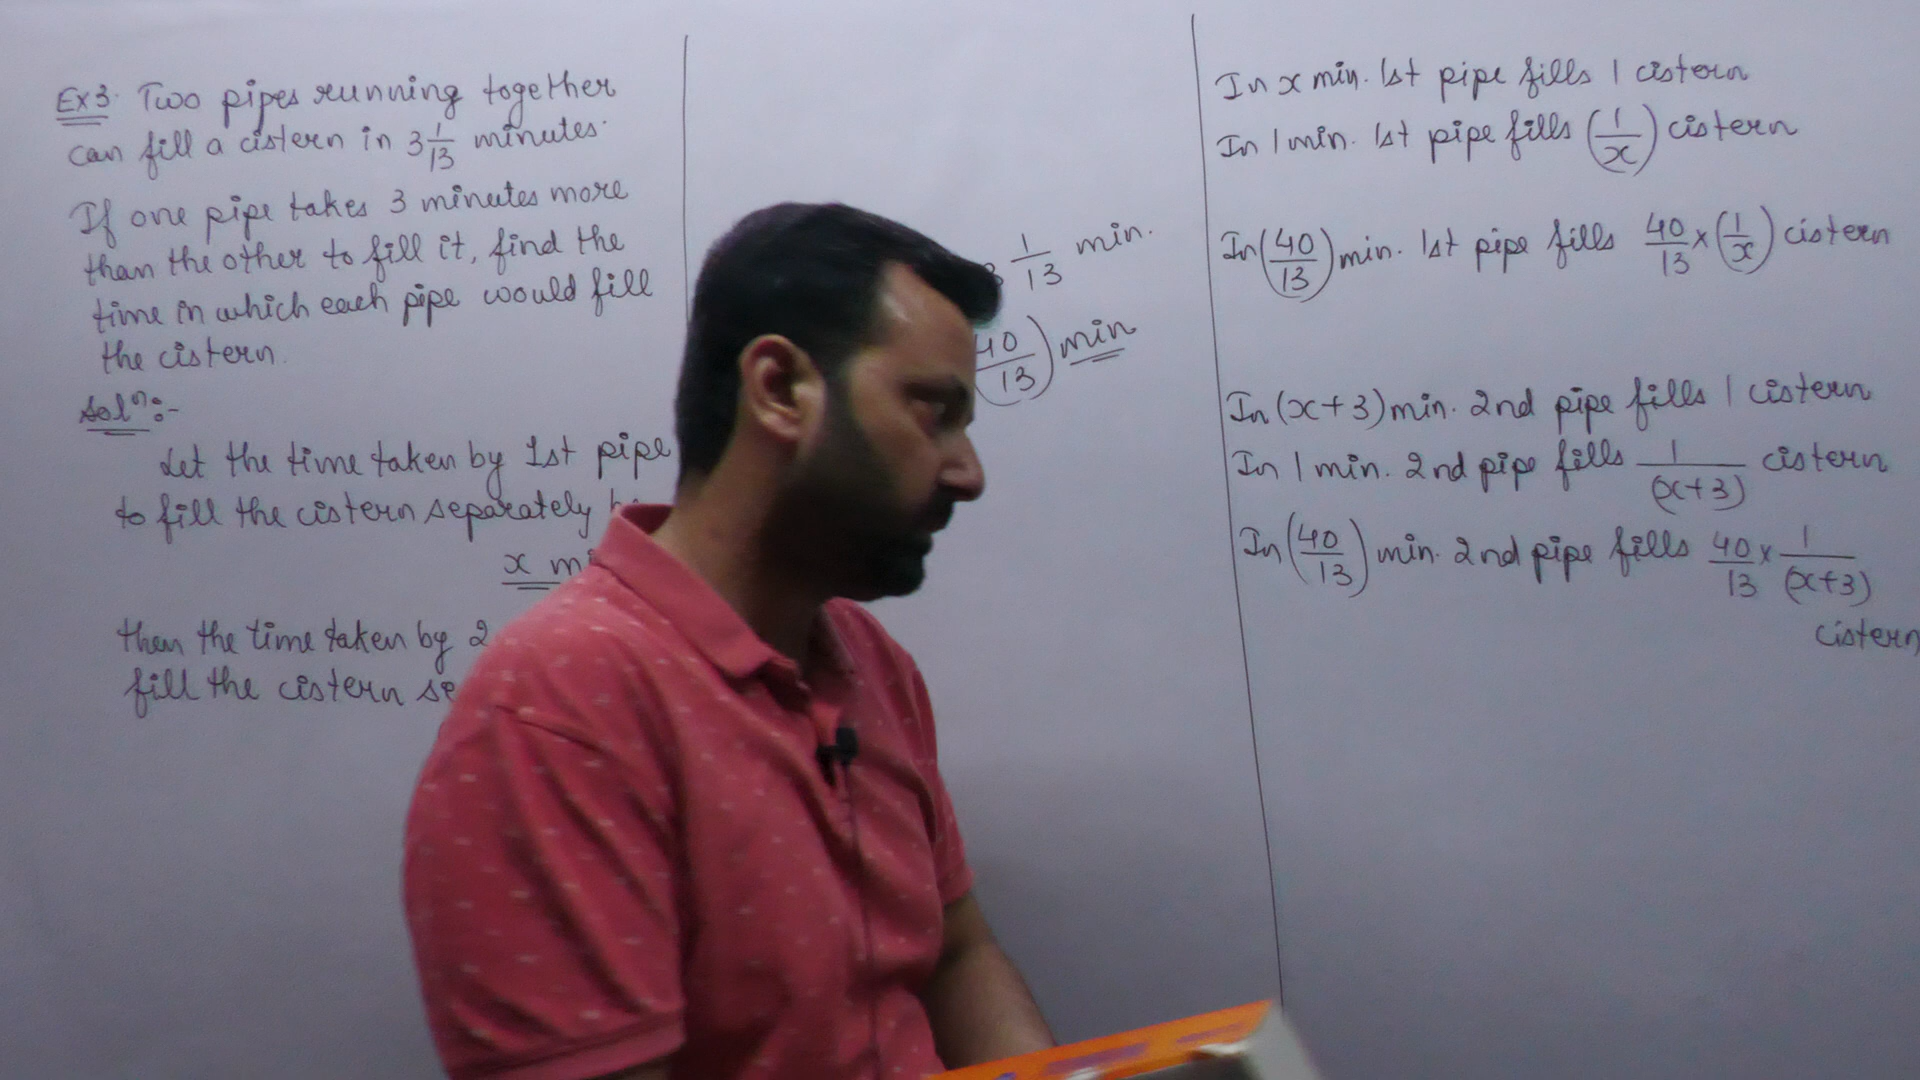 Ex3. Two pipes running together
can fill a cistern in 3 1/13 minutes.
If one pipe takes 3 minutes more
than the other to fill it, find the
time in which each pipe would fill
the cistern.
Solⁿ:-
Let the time taken by 1st pipe
to fill the cistern separately
x
then the time taken by 2
fill the cistern
1/13 min.
40/13) min
In x min. 1st pipe fills 1 cistern
In 1 min. 1st pipe fills (1/x) cistern
In (40/13) min. 1st pipe fills 40/13 × (1/x) cistern
In (x+3) min. 2nd pipe fills 1 cistern
In 1 min. 2nd pipe fills 1/(x+3) cistern
In (40/13) min. 2nd pipe fills 40/13 × 1/(x+3)
cistern